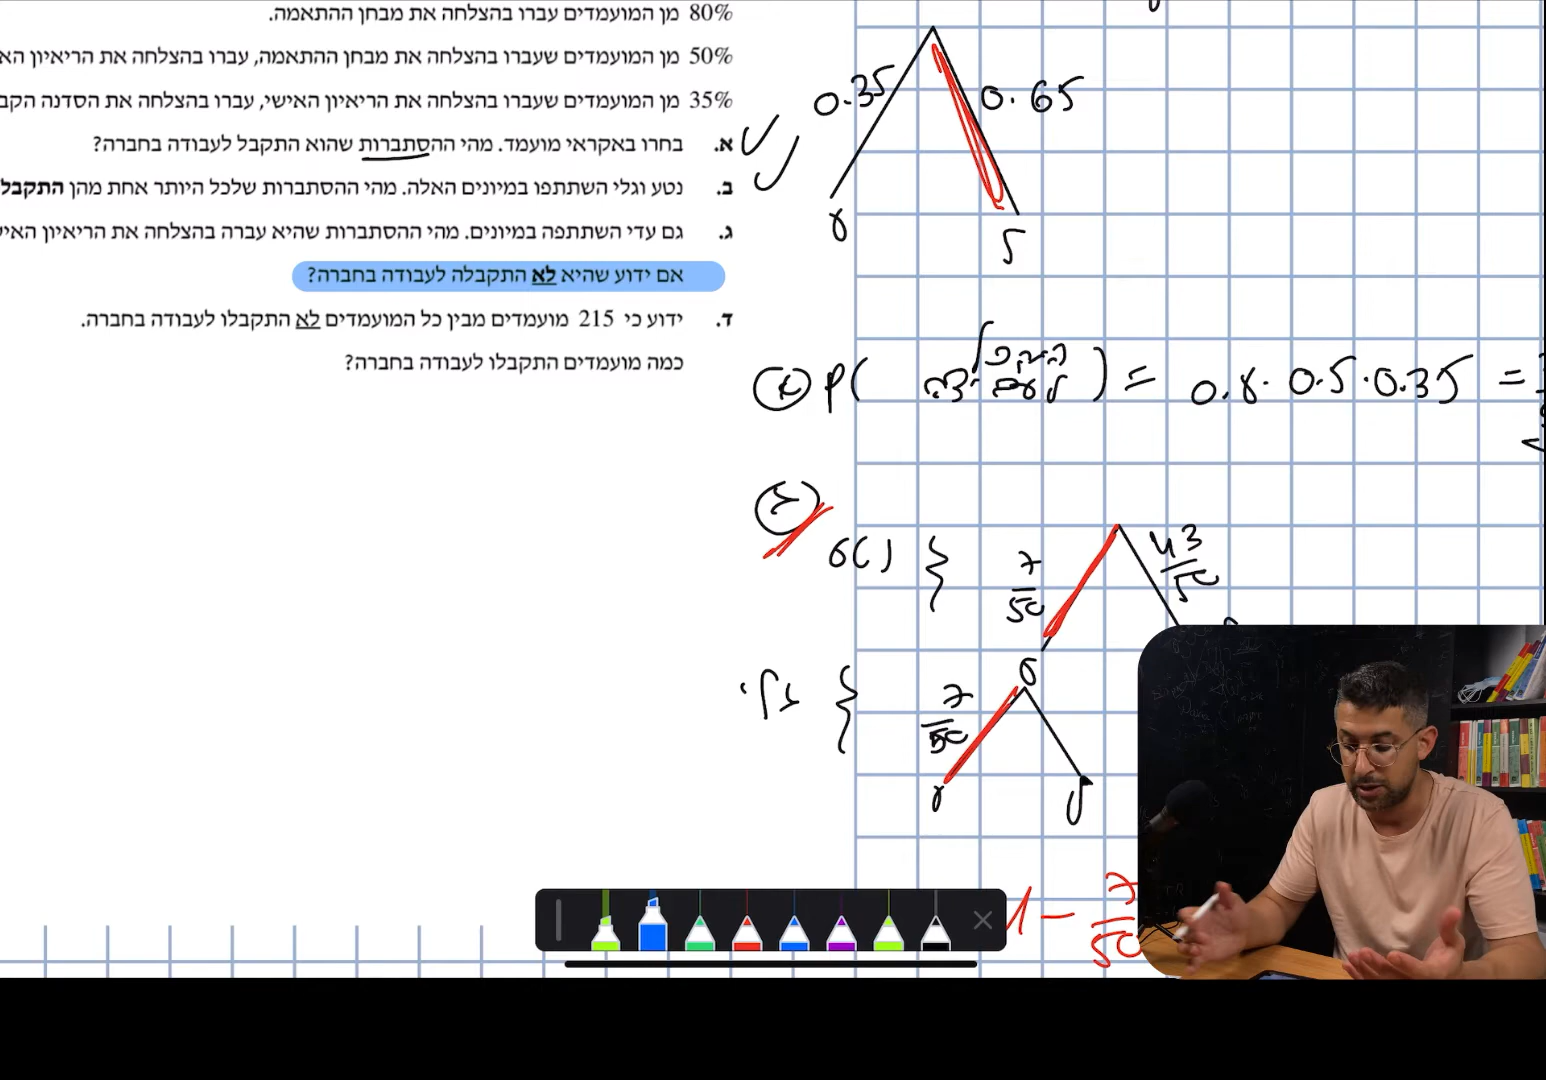 80% מן המועמדים עברו בהצלחה את מבחן ההתאמה.
50% מן המועמדים שעברו בהצלחה את מבחן ההתאמה, עברו בהצלחה את הריאיון
35% מן המועמדים שעברו בהצלחה את הריאיון האישי, עברו בהצלחה את הסדנה
א. בחרו באקראי מועמד. מהי ההסתברות שהוא התקבל לעבודה בחברה?
ב. נטע וגלי השתתפו במיונים האלה. מהי ההסתברות שלכל היותר אחת מהן
ג. גם עדי השתתפה במיונים. מהי ההסתברות שהיא עברה בהצלחה את הריאיון
אם ידוע שהיא לא התקבלה לעבודה בחברה?
ד. ידוע כי 215 מועמדים מבין כל המועמדים לא התקבלו לעבודה בחברה.
כמה מועמדים התקבלו לעבודה בחברה?
0.35 0.65
א P( ) = 0.8 · 0.5 · 0.35 =
ב
7/50 43/50
7/50
1 - 7/50